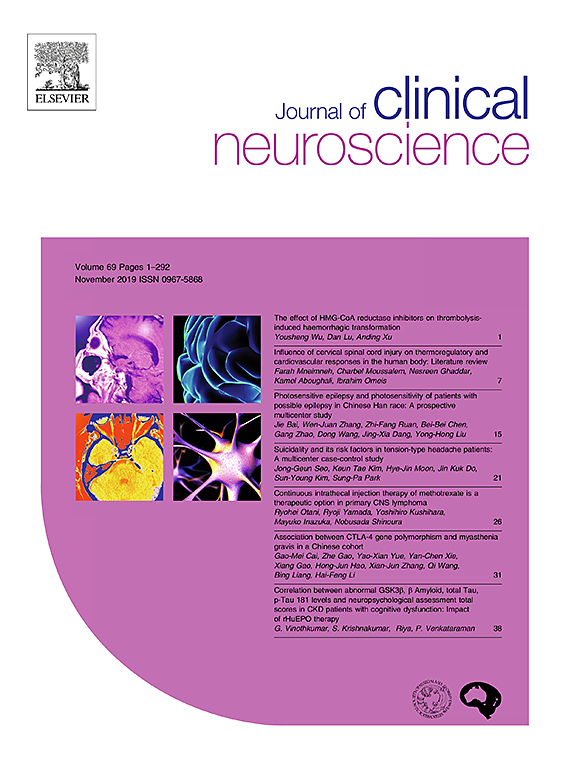 ELSEVIER
Journal of clinical
neuroscience
Volume 69 Pages 1–292
November 2019 ISSN 0967-5868
The effect of HMG-CoA reductase inhibitors on thrombolysis-
induced haemorrhagic transformation
Yousheng Wu, Dan Lu, Anding Xu 1
Influence of cervical spinal cord injury on thermoregulatory and
cardiovascular responses in the human body: Literature review
Farah Mneimneh, Charbel Moussalem, Nesreen Ghaddar,
Kamel Aboughali, Ibrahim Omeis 7
Photosensitive epilepsy and photosensitivity of patients with
possible epilepsy in Chinese Han race: A prospective
multicenter study
Jie Bai, Wen-Juan Zhang, Zhi-Fang Ruan, Bei-Bei Chen,
Gang Zhao, Dong Wang, Jing-Xia Dang, Yong-Hong Liu 15
Suicidality and its risk factors in tension-type headache patients:
A multicenter case-control study
Jong-Geun Seo, Keun Tae Kim, Hye-Jin Moon, Jin Kuk Do,
Sun-Young Kim, Sung-Pa Park 21
Continuous intrathecal injection therapy of methotrexate is a
therapeutic option in primary CNS lymphoma
Ryohei Otani, Ryoji Yamada, Yoshihiro Kushihara,
Mayuko Inazuka, Nobusada Shinoura 26
Association between CTLA-4 gene polymorphism and myasthenia
gravis in a Chinese cohort
Gao-Mei Cai, Zhe Gao, Yao-Xian Yue, Yan-Chen Xie,
Xiang Gao, Hong-Jun Hao, Xian-Jun Zhang, Qi Wang,
Bing Liang, Hai-Feng Li 31
Correlation between abnormal GSK3β, β Amyloid, total Tau,
p-Tau 181 levels and neuropsychological assessment total
scores in CKD patients with cognitive dysfunction: Impact
of rHuEPO therapy
G. Vinothkumar, S. Krishnakumar, Riya, P. Venkataraman 38